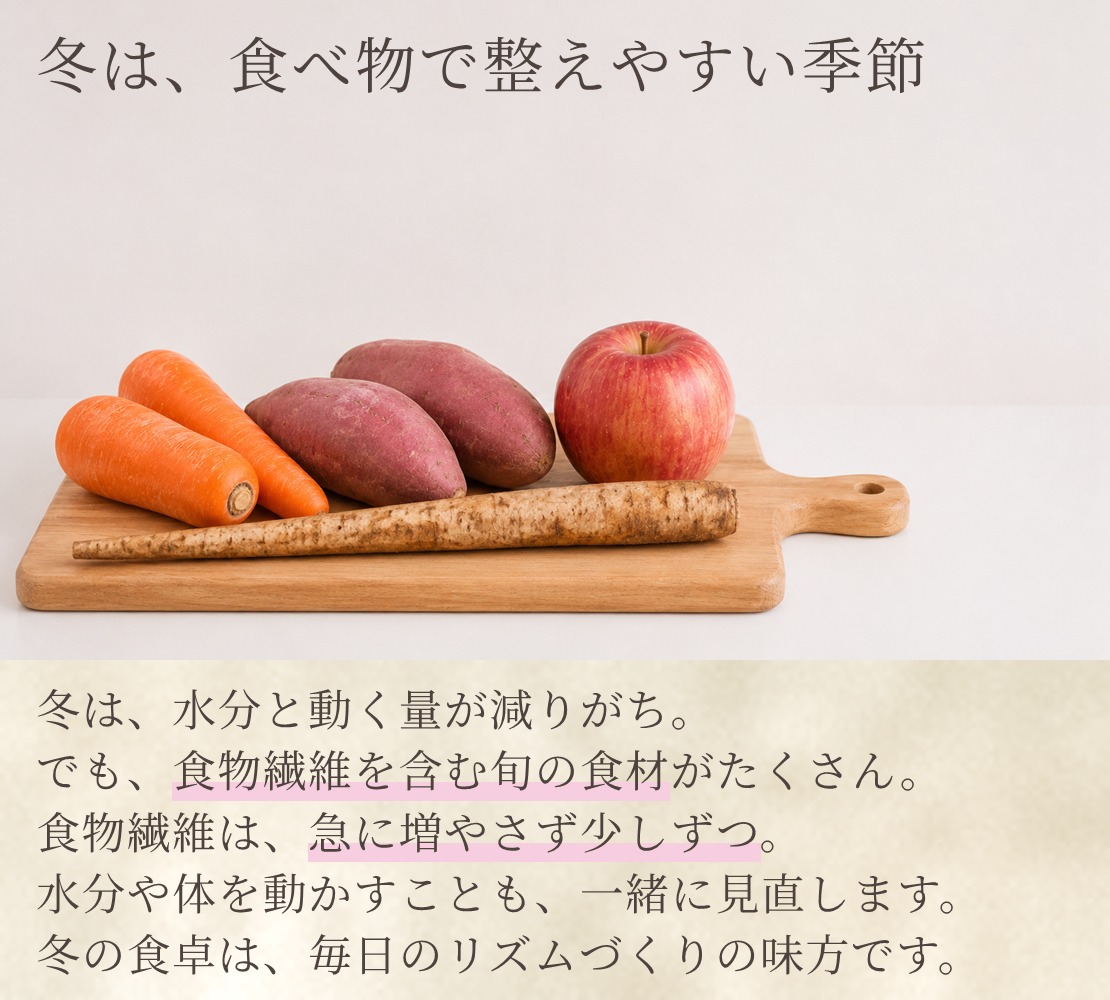 冬は、食べ物で整えやすい季節
冬は、水分と動く量が減りがち。
でも、食物繊維を含む旬の食材がたくさん。
食物繊維は、急に増やさず少しずつ。
水分や体を動かすことも、一緒に見直します。
冬の食卓は、毎日のリズムづくりの味方です。